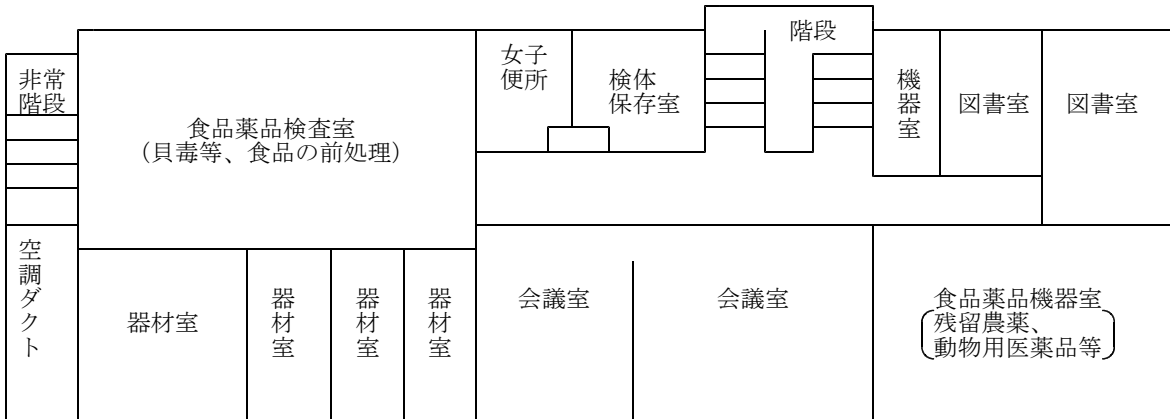 階段
非常
階段
食品薬品検査室
（貝毒等、食品の前処理）
女子
便所
検体
保存室
機器室
図書室
図書室
空調ダクト
器材室
器材室
器材室
器材室
会議室
会議室
食品薬品機器室
残留農薬、
動物用医薬品等